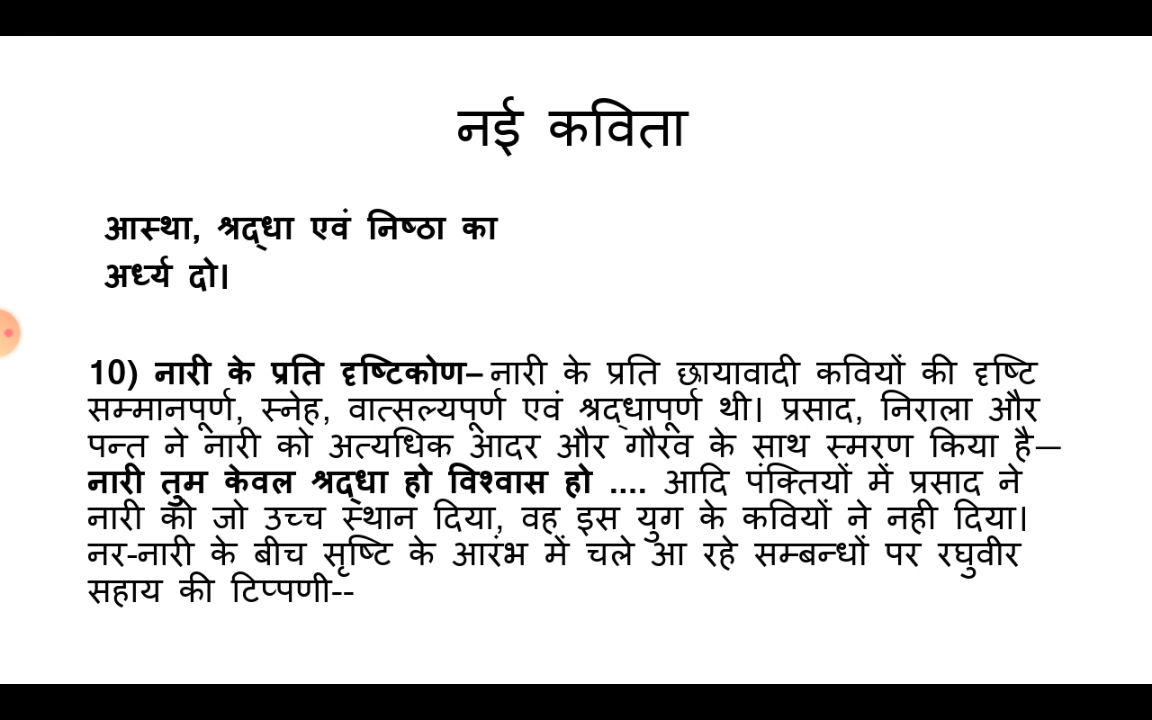 नई कविता
आस्था, श्रद्धा एवं निष्ठा का
अर्ध्य दो।
10) नारी के प्रति दृष्टिकोण– नारी के प्रति छायावादी कवियों की दृष्टि
सम्मानपूर्ण, स्नेह, वात्सल्यपूर्ण एवं श्रद्धापूर्ण थी। प्रसाद, निराला और
पन्त ने नारी को अत्यधिक आदर और गौरव के साथ स्मरण किया है—
नारी तुम केवल श्रद्धा हो विश्वास हो .... आदि पंक्तियों में प्रसाद ने
नारी को जो उच्च स्थान दिया, वह इस युग के कवियों ने नही दिया।
नर-नारी के बीच सृष्टि के आरंभ में चले आ रहे सम्बन्धों पर रघुवीर
सहाय की टिप्पणी--